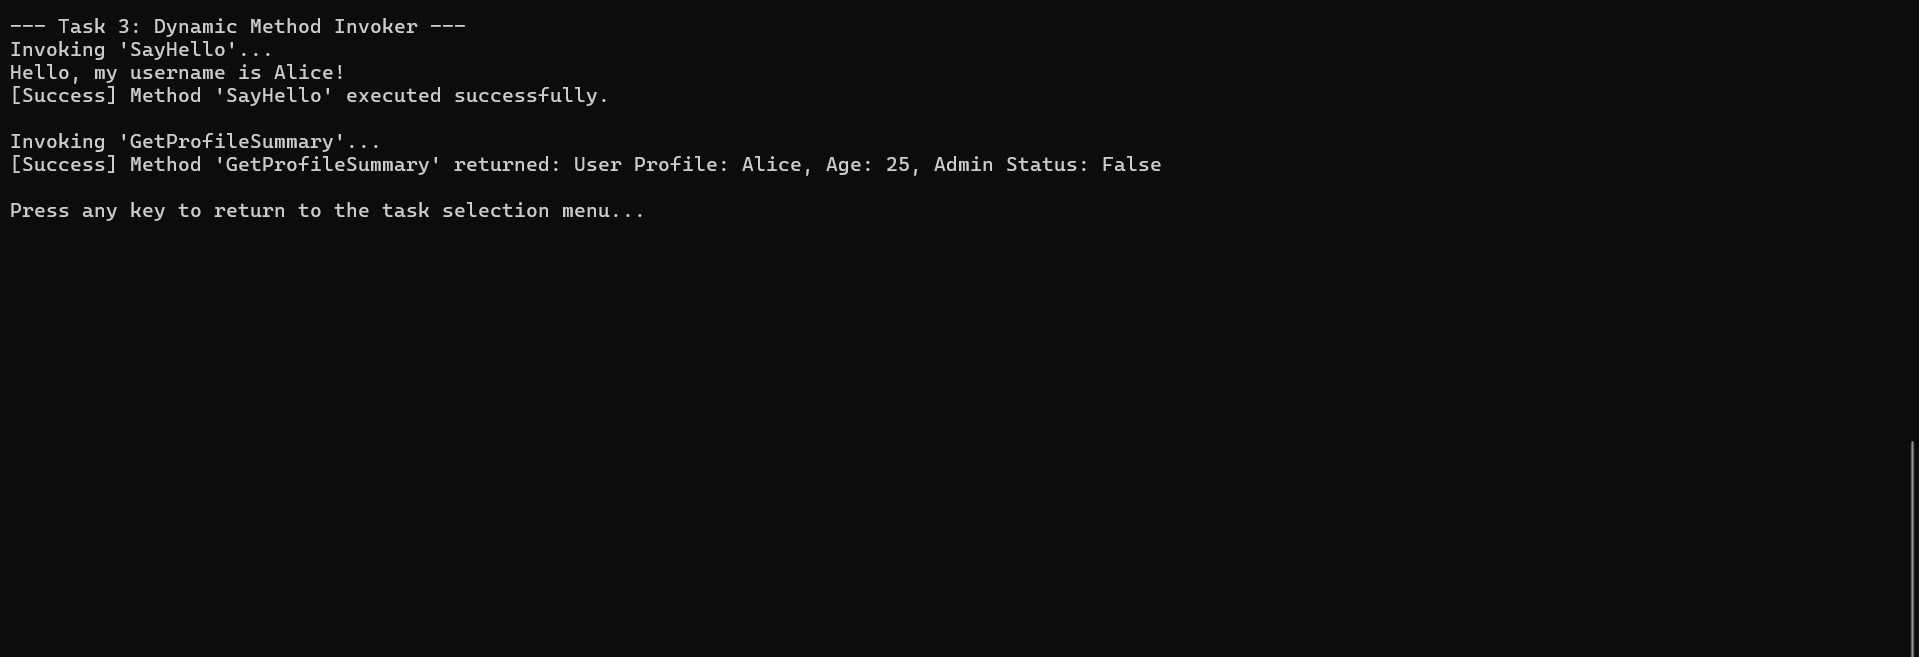 --- Task 3: Dynamic Method Invoker ---
Invoking 'SayHello'...
Hello, my username is Alice!
[Success] Method 'SayHello' executed successfully.
Invoking 'GetProfileSummary'...
[Success] Method 'GetProfileSummary' returned: User Profile: Alice, Age: 25, Admin Status: False
Press any key to return to the task selection menu...